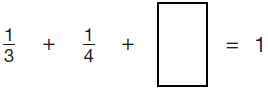 1/3 + 1/4 + = 1